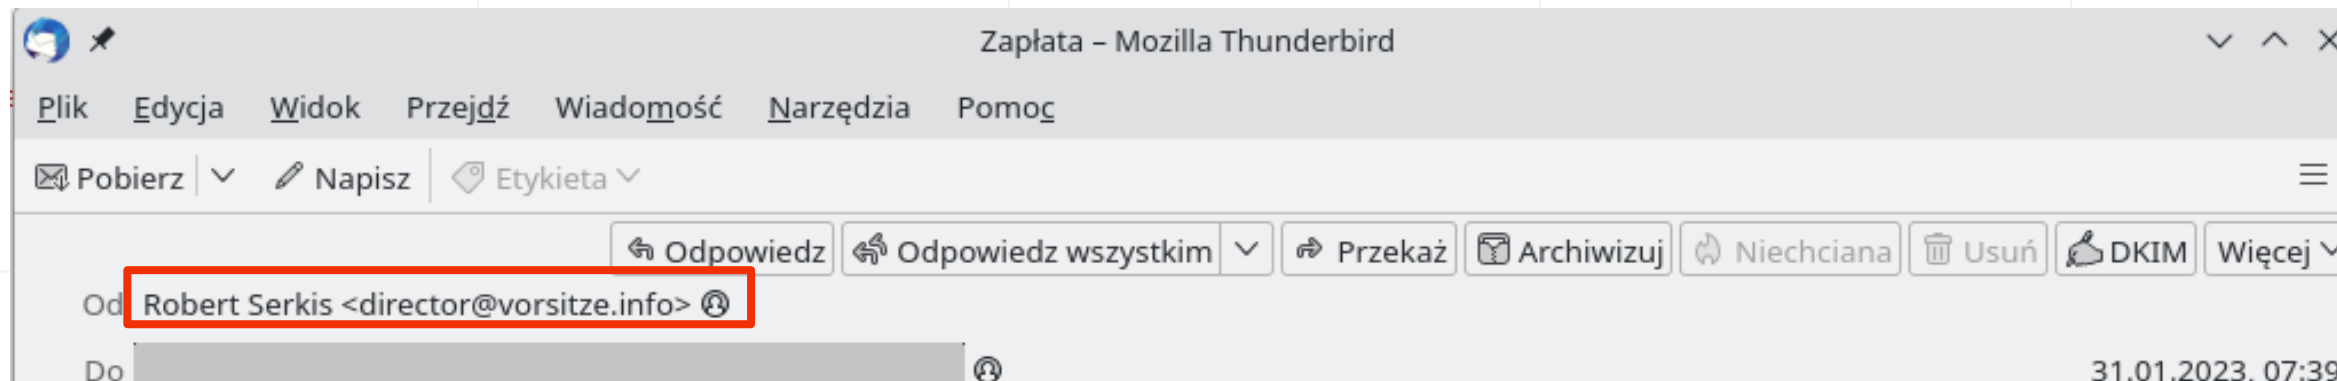 Zapłata – Mozilla Thunderbird
Plik Edycja Widok Przejdź Wiadomość Narzędzia Pomoc
Pobierz Napisz Etykieta
Odpowiedz Odpowiedz wszystkim Przekaż Archiwizuj Niechciana Usuń DKIM Więcej
Od Robert Serkis <director@vorsitze.info>
Do 31.01.2023, 07:39